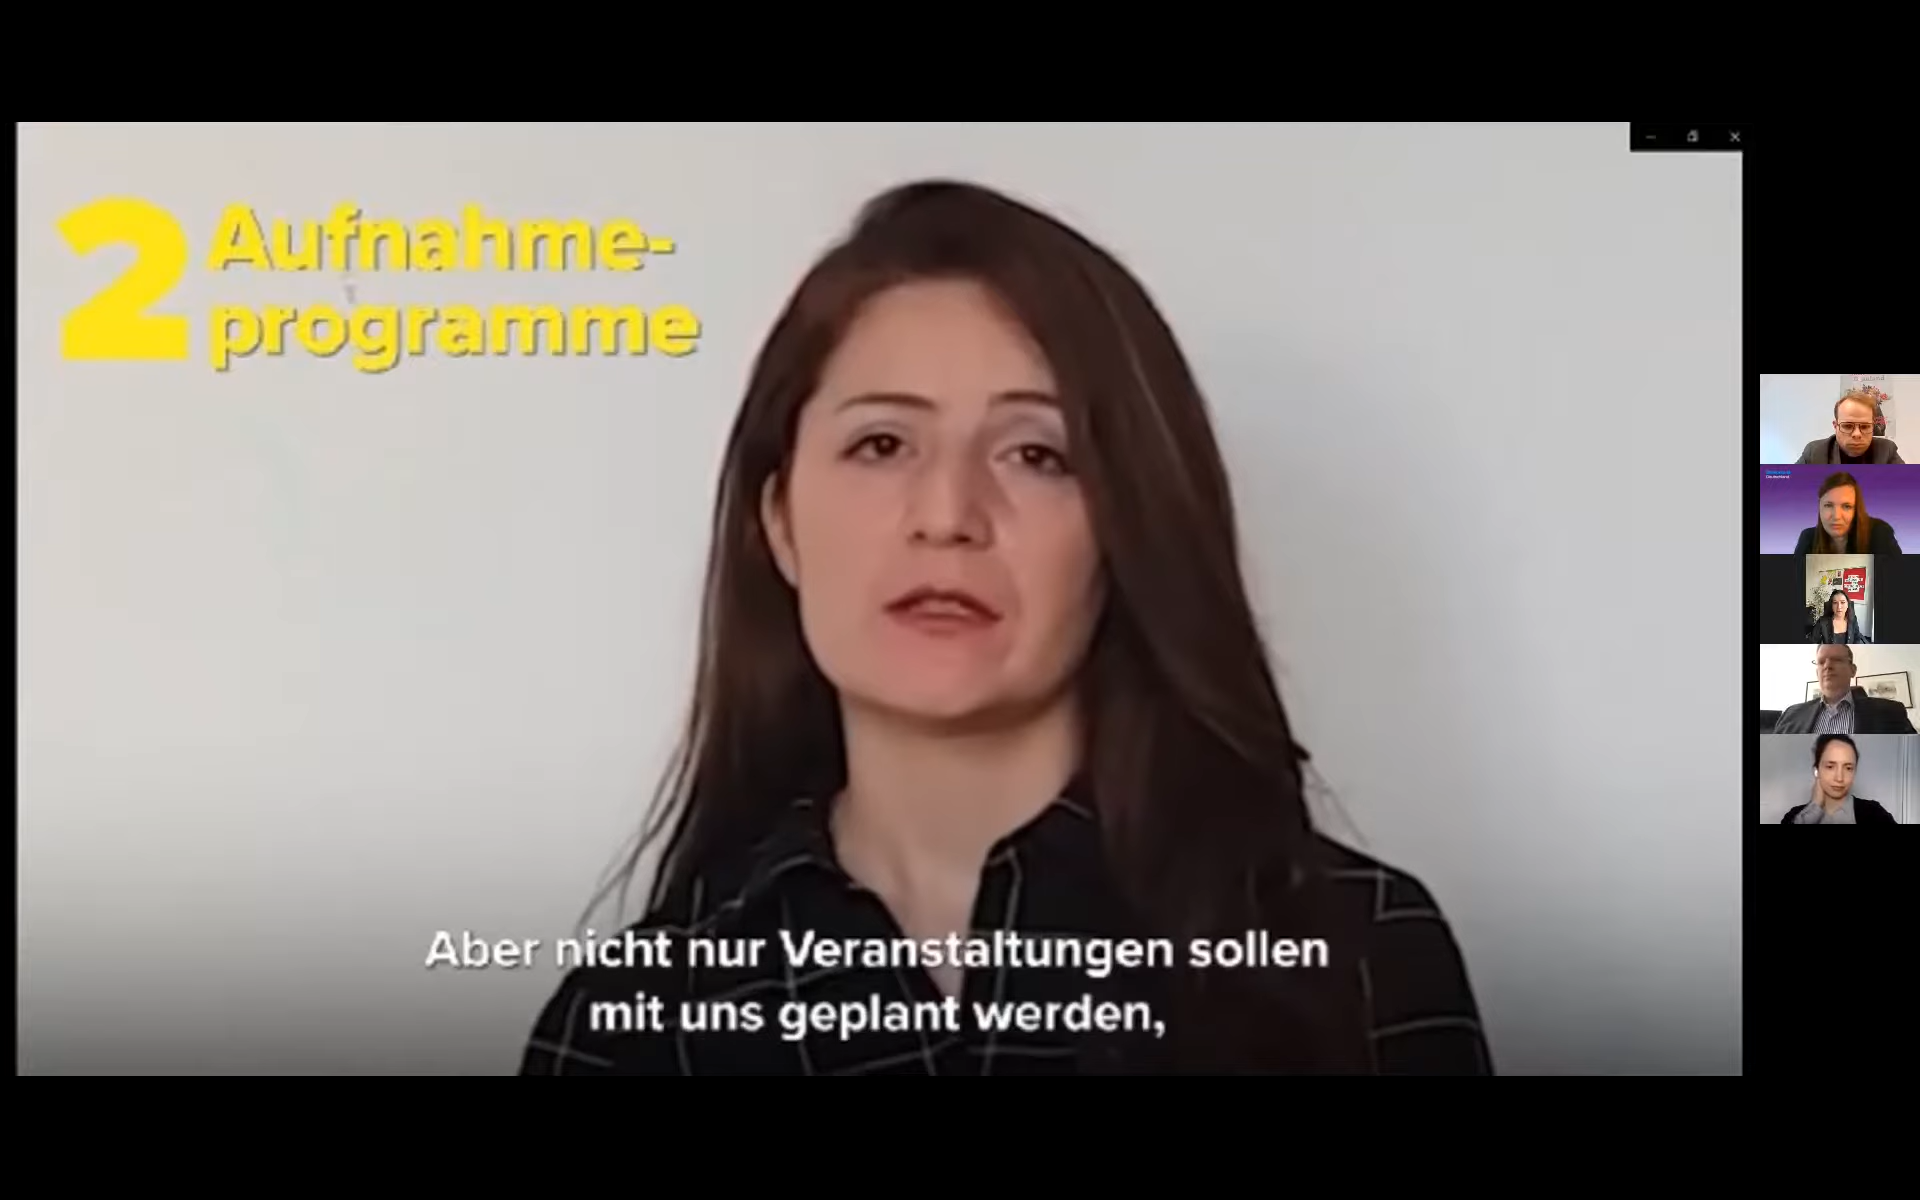 2 Aufnahme-
programme
Aber nicht nur Veranstaltungen sollen
mit uns geplant werden,